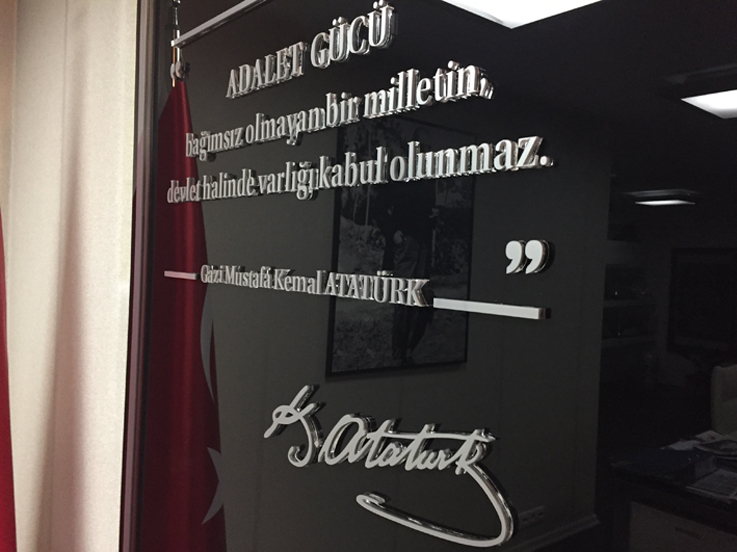 ADALET GÜCÜ
Bağımsız olmayan bir milletin,
devlet halinde varlığı kabul olunmaz.
”
Gazi Mustafa Kemal ATATÜRK
K. Atatürk